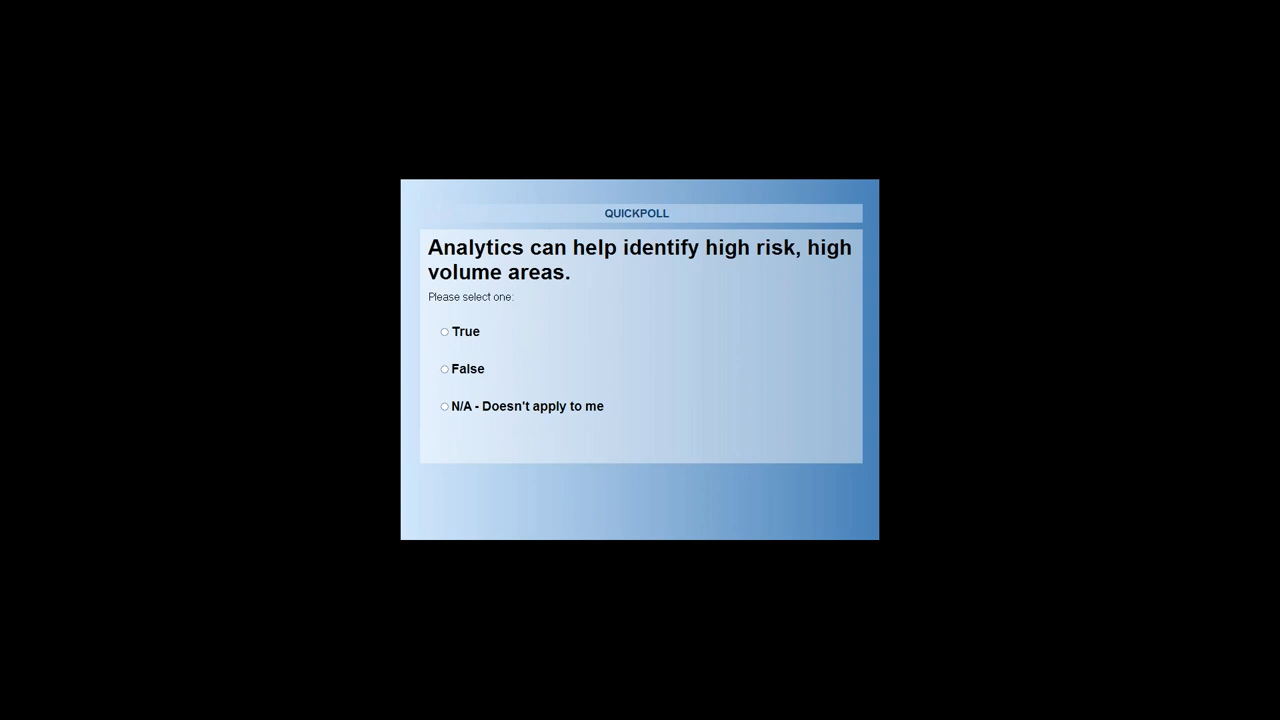 QUICKPOLL
Analytics can help identify high risk, high
volume areas.
Please select one:
True
False
N/A - Doesn't apply to me